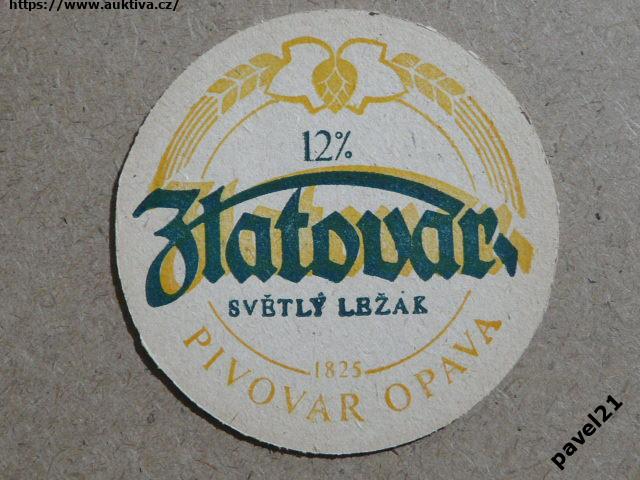 https://www.auktiva.cz/
12%
Zlatovar
SVĚTLÝ LEŽÁK
1825
PIVOVAR OPAVA
pavel21